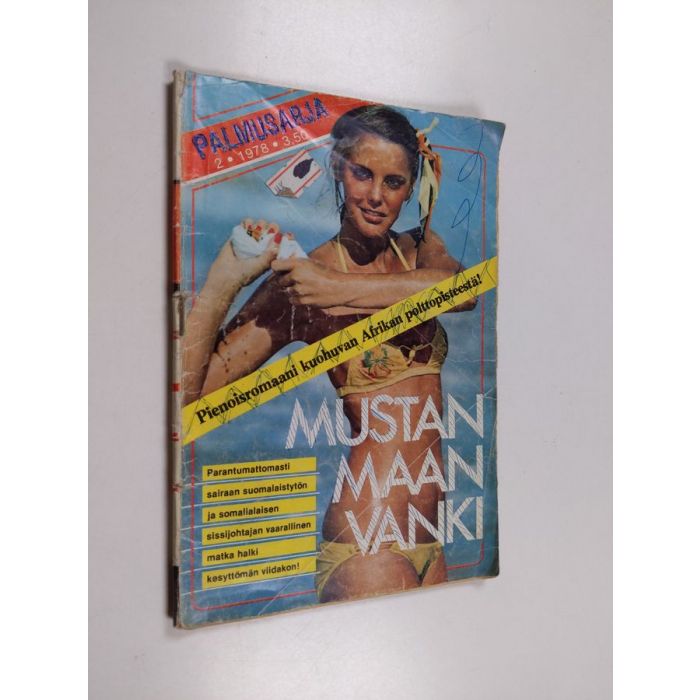 PALMUSARJA
2 • 1978 • 3,50
Pienoisromaani kuohuvan Afrikan polttopisteestä!
MUSTAN
MAAN
VANKI
Parantumattomasti
sairaan suomalaistytön
ja somalialaisen
sissijohtajan vaarallinen
matka halki
kesyttömän viidakon!